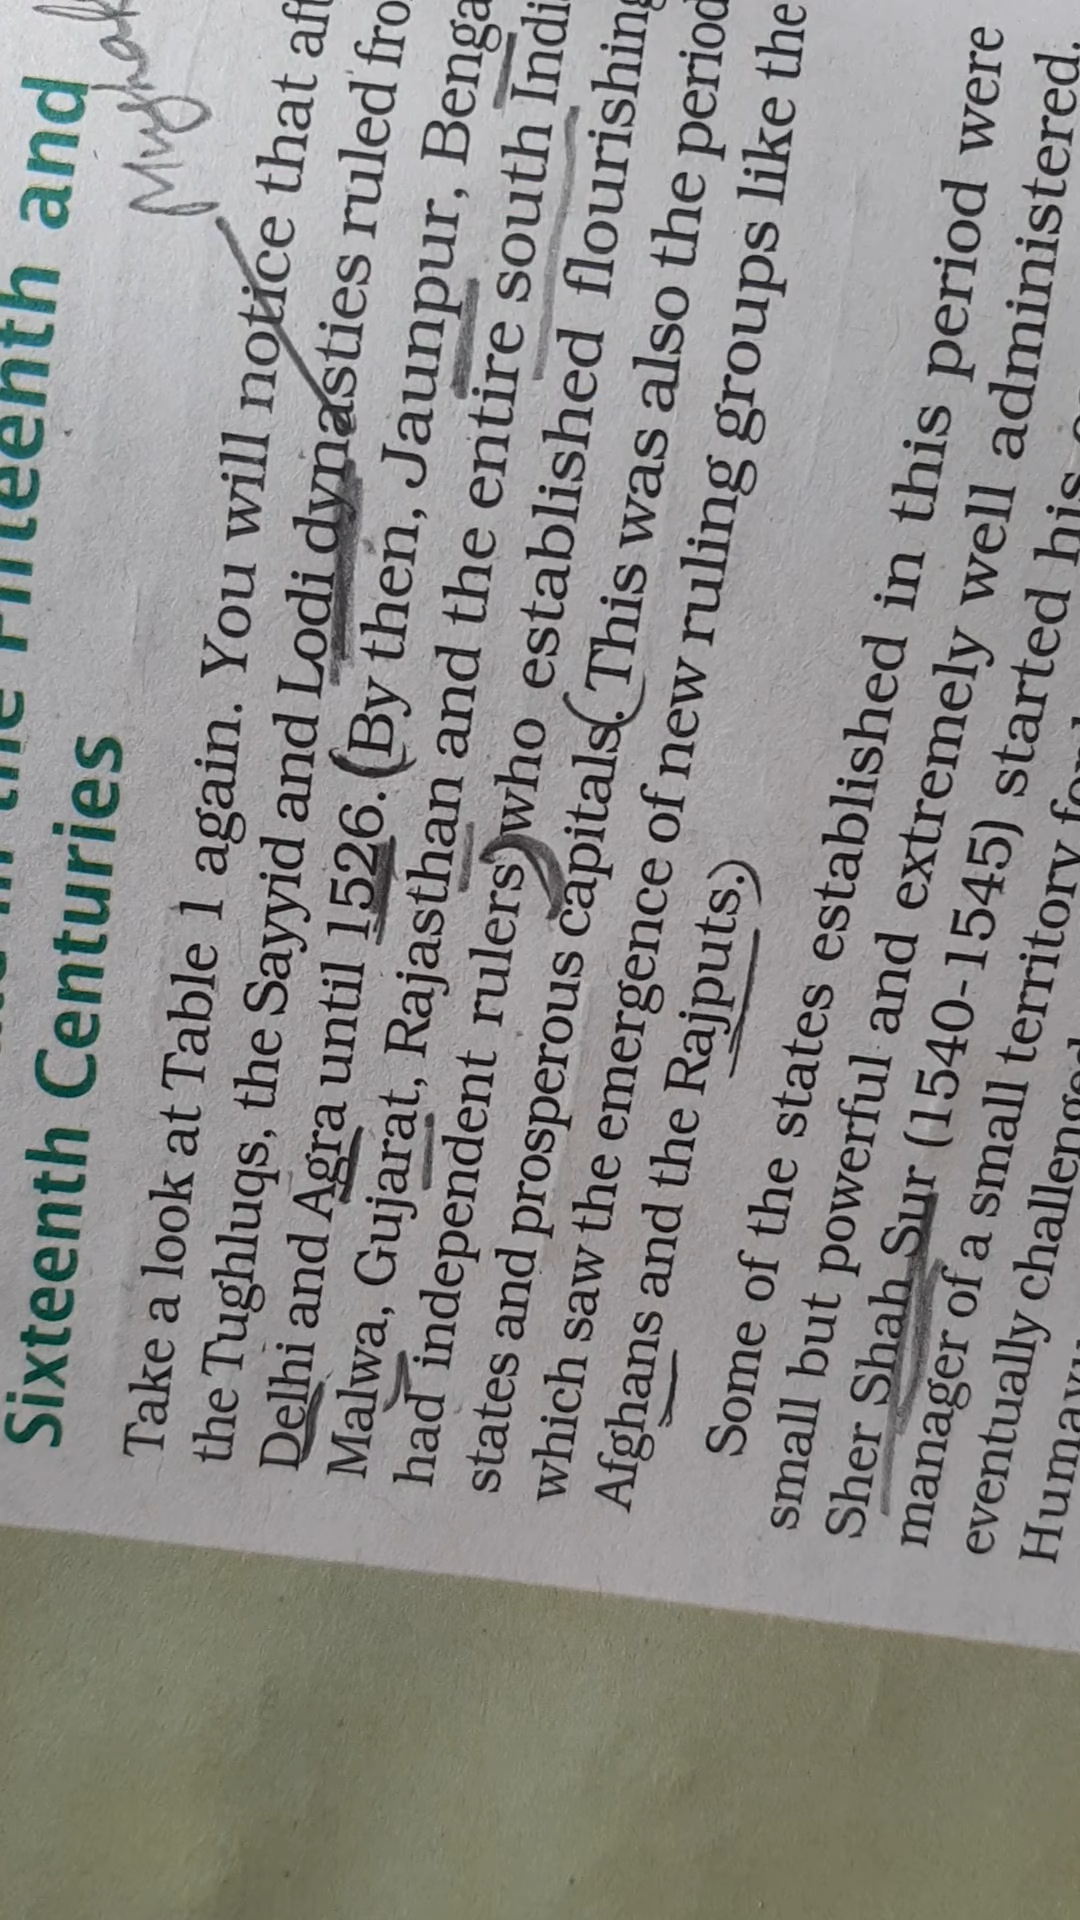 in the Fifteenth and
Sixteenth Centuries
Mughal
Take a look at Table 1 again. You will notice that
the Tughluqs, the Sayyid and Lodi dynasties ruled
Delhi and Agra until 1526. (By then, Jaunpur,
Malwa, Gujarat, Rajasthan and the entire south
had independent rulers) who established flourishing
states and prosperous capitals. (This was also the period
which saw the emergence of new ruling groups like the
Afghans and the Rajputs.)
Some of the states established in this period were
small but powerful and extremely well administered.
Sher Shah Sur (1540-1545) started his
manager of a small territory
eventually challenged